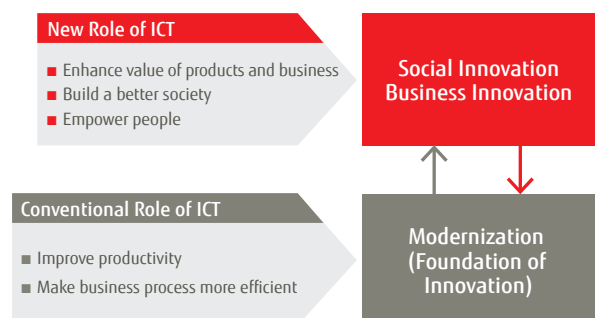 New Role of ICT
■ Enhance value of products and business
■ Build a better society
■ Empower people
Social Innovation
Business Innovation
Conventional Role of ICT
■ Improve productivity
■ Make business process more efficient
Modernization
(Foundation of
Innovation)